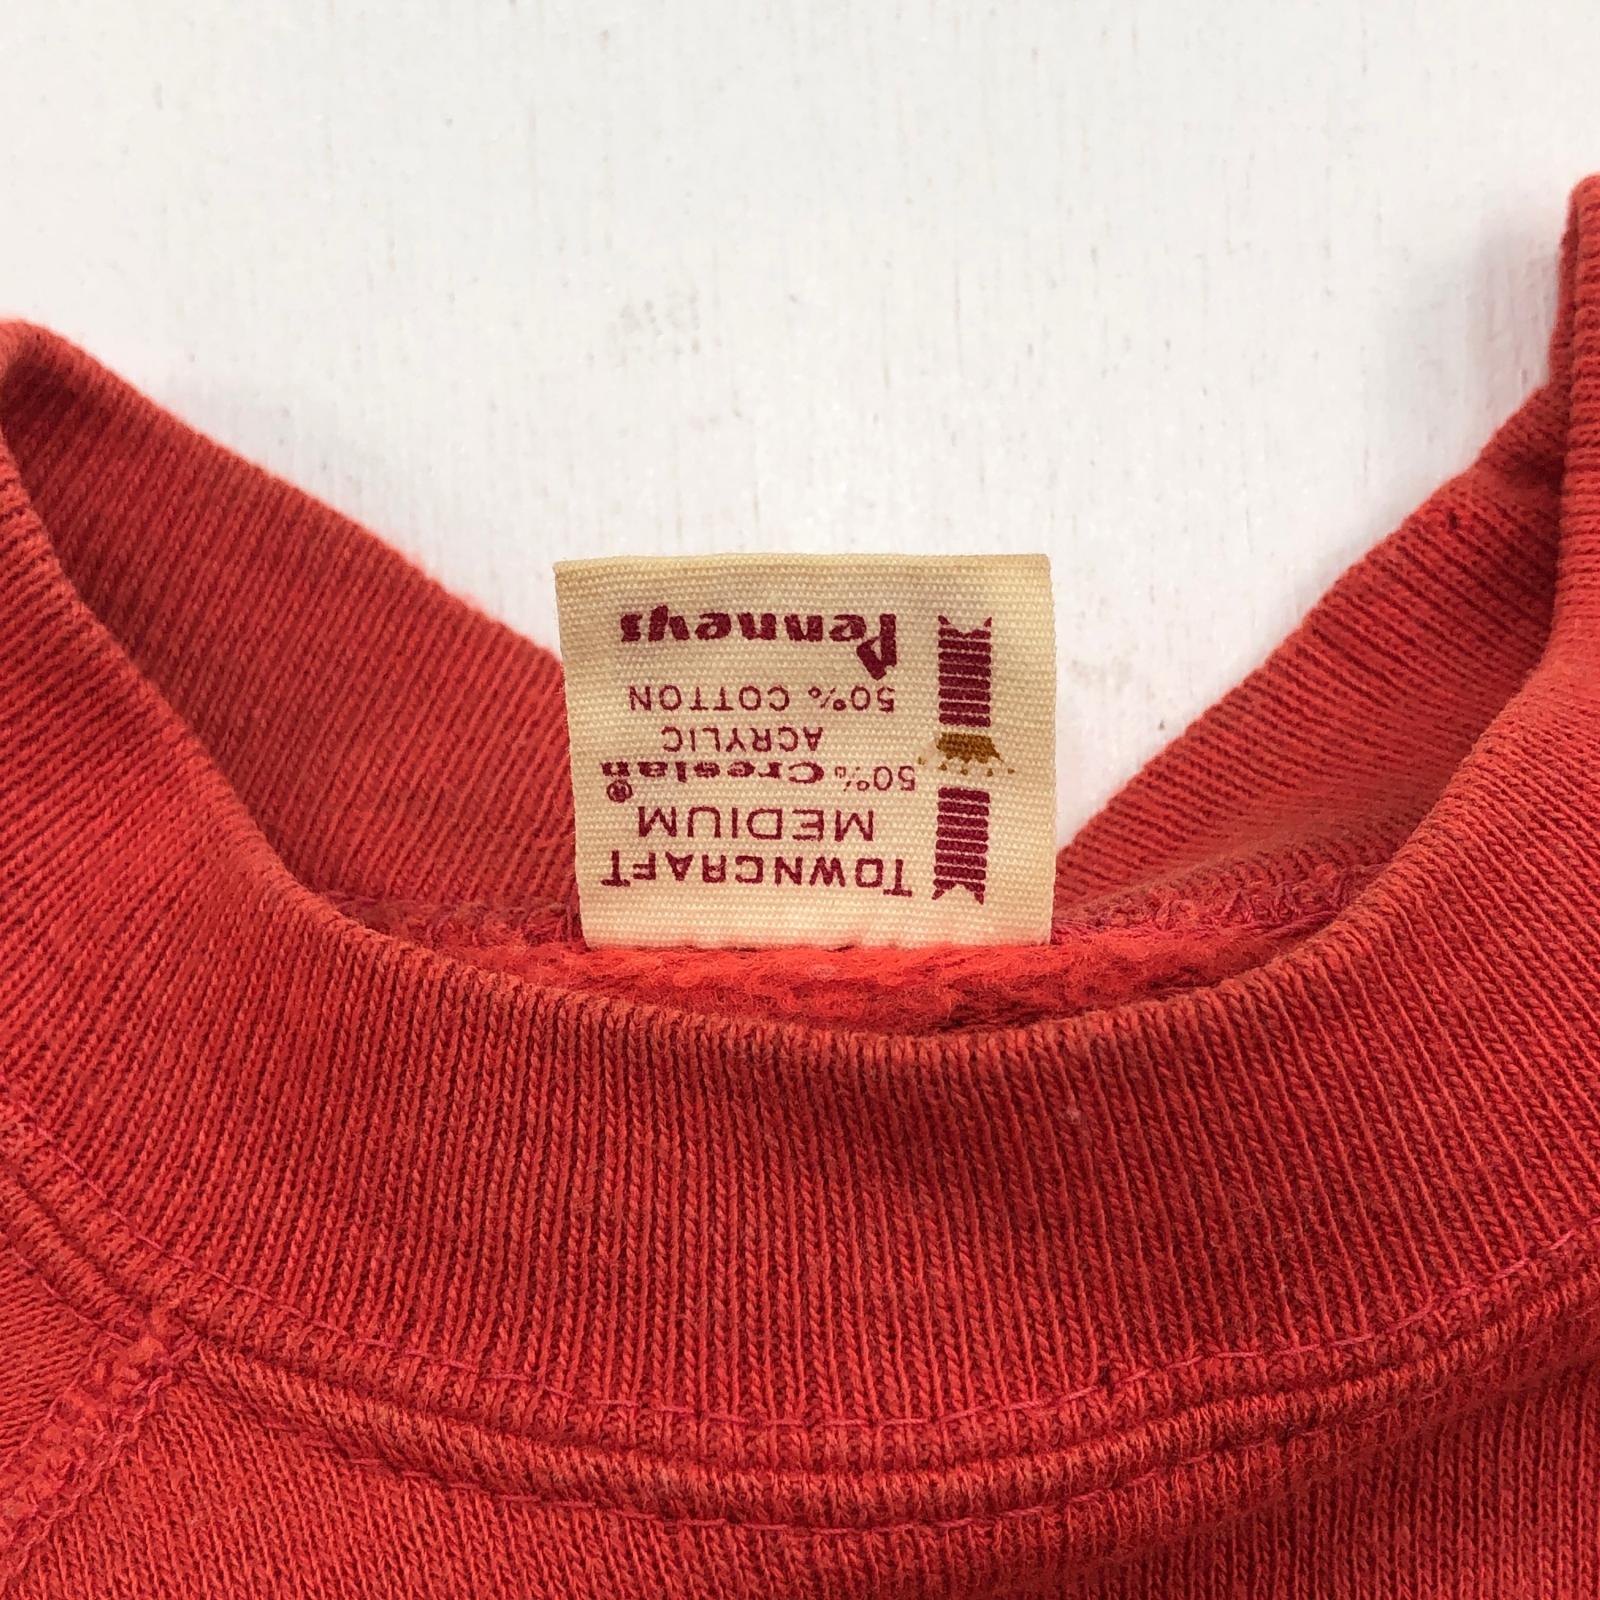 TOWNCRAFT
MEDIUM
50% Creslan®
ACRYLIC
50% COTTON
Penneys